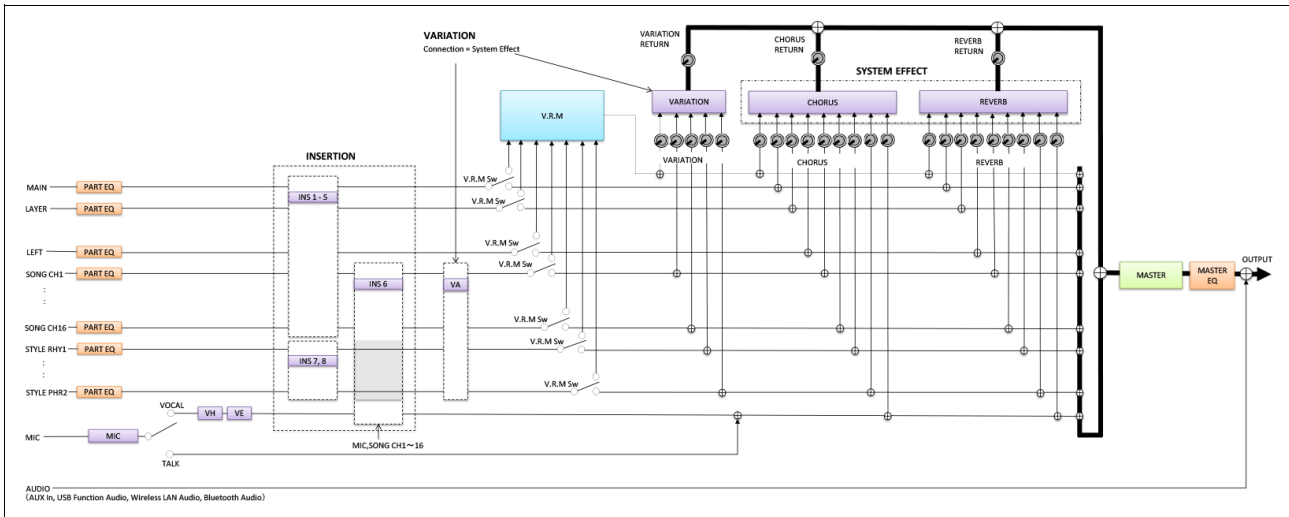 VARIATION
Connection = System Effect
VARIATION
RETURN
CHORUS
RETURN
REVERB
RETURN
SYSTEM EFFECT
V.R.M
VARIATION
CHORUS
REVERB
VARIATION
CHORUS
REVERB
INSERTION
MAIN
PART EQ
INS 1 - 5
V.R.M Sw
LAYER
PART EQ
V.R.M Sw
LEFT
PART EQ
V.R.M Sw
SONG CH1
PART EQ
INS 6
VA
V.R.M Sw
:
:
SONG CH16
PART EQ
V.R.M Sw
STYLE RHY1
PART EQ
INS 7, 8
V.R.M Sw
:
:
STYLE PHR2
PART EQ
V.R.M Sw
MASTER
MASTER
EQ
OUTPUT
VOCAL
VH
VE
MIC
MIC
TALK
MIC,SONG CH1～16
AUDIO
(AUX In, USB Function Audio, Wireless LAN Audio, Bluetooth Audio)